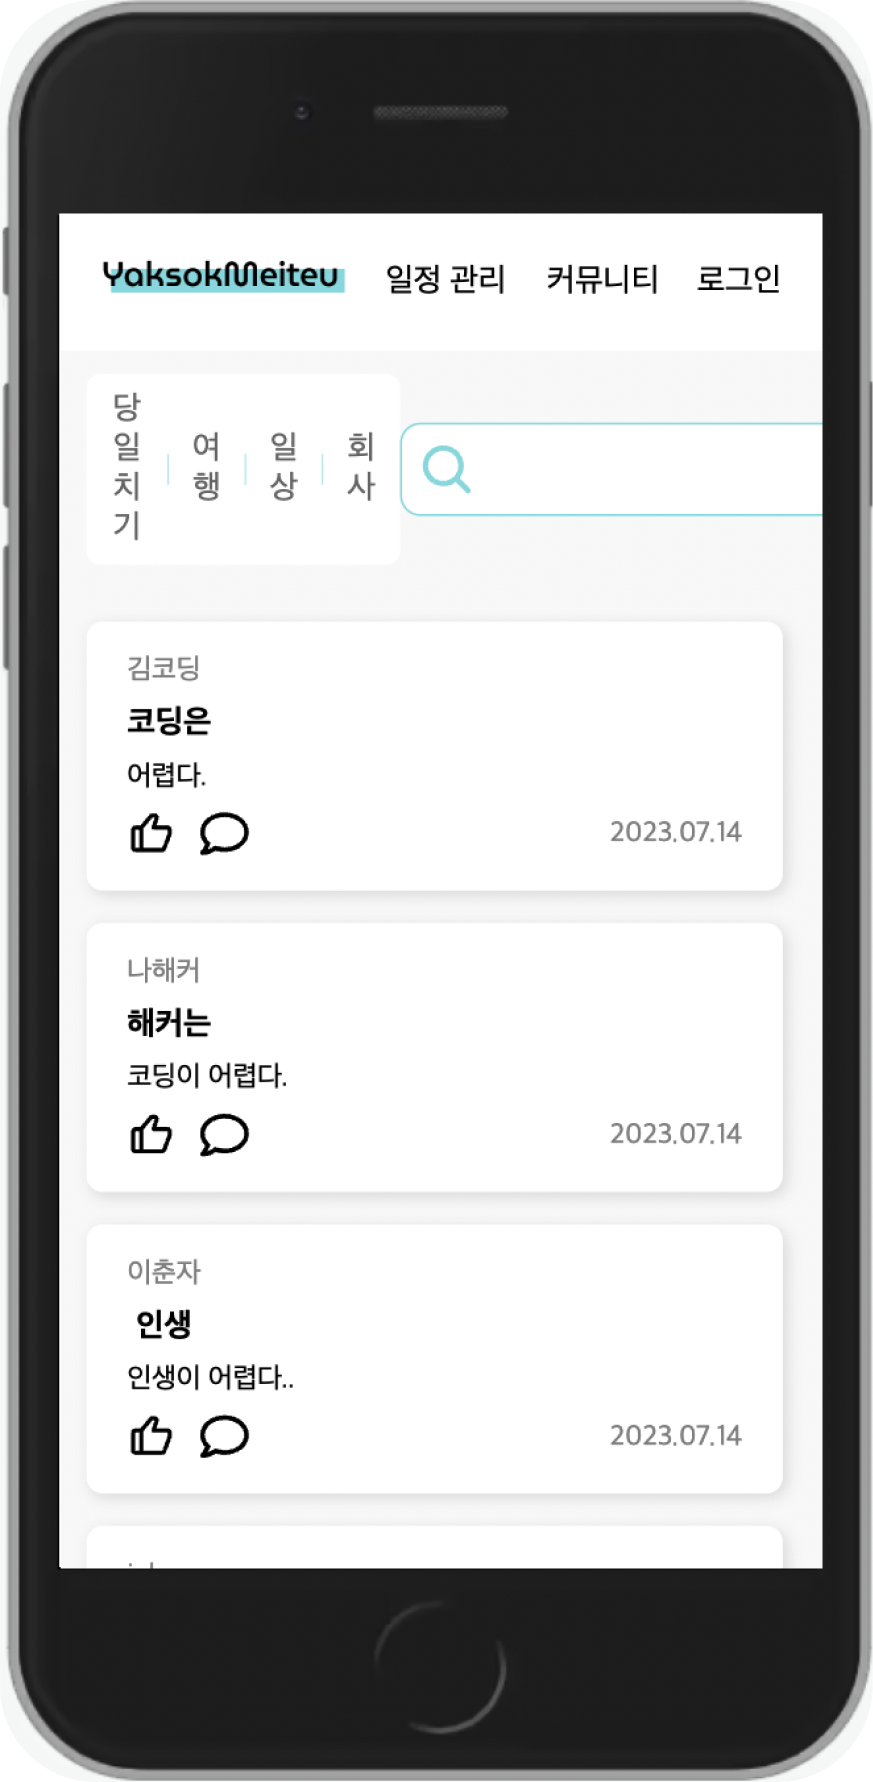 YaksokMeiteu 일정 관리 커뮤니티 로그인
당일치기 여행 일상 회사
김코딩
코딩은
어렵다.
2023.07.14
나해커
해커는
코딩이 어렵다.
2023.07.14
이춘자
인생
인생이 어렵다..
2023.07.14